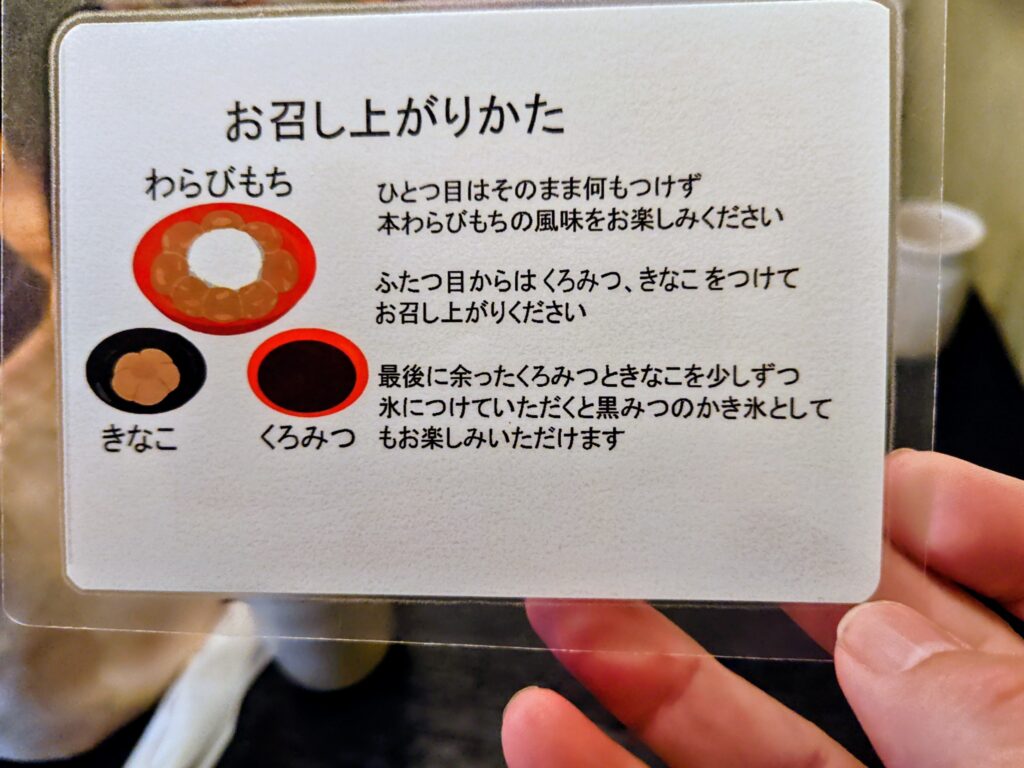 お召し上がりかた
わらびもち
ひとつ目はそのまま何もつけず
本わらびもちの風味をお楽しみください
ふたつ目からはくろみつ、きなこをつけて
お召し上がりください
最後に余ったくろみつときなこを少しずつ
氷につけていただくと黒みつのかき氷として
もお楽しみいただけます
きなこ
くろみつ